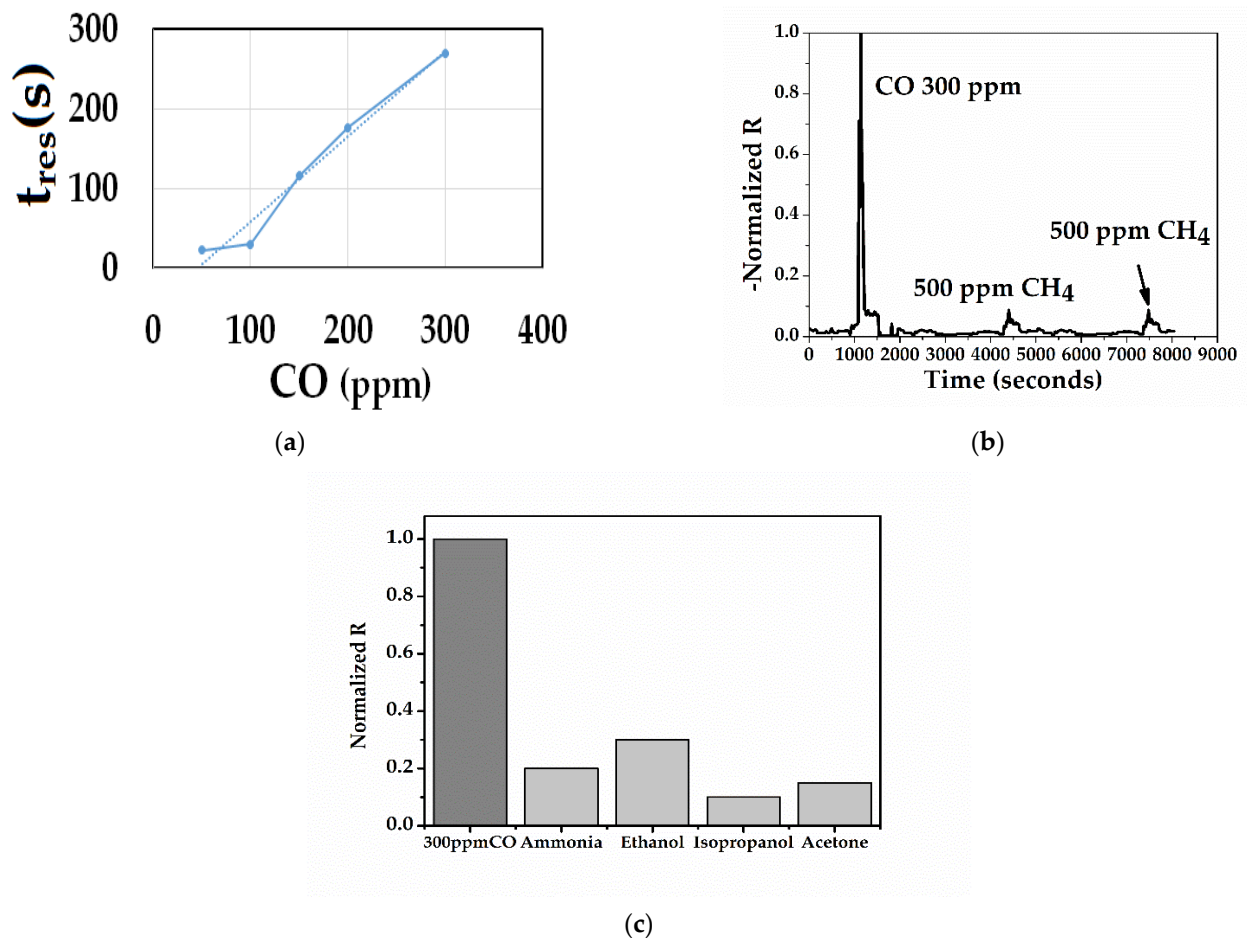 300
200
100
0
t_res(s)
0 100 200 300 400
CO (ppm)
(a)
1.0
0.8
0.6
0.4
0.2
0.0
-Normalized R
CO 300 ppm
500 ppm CH4
500 ppm CH4
0 1000 2000 3000 4000 5000 6000 7000 8000 9000
Time (seconds)
(b)
1.0
0.8
0.6
0.4
0.2
0.0
Normalized R
300ppmCO Ammonia Ethanol Isopropanol Acetone
(c)